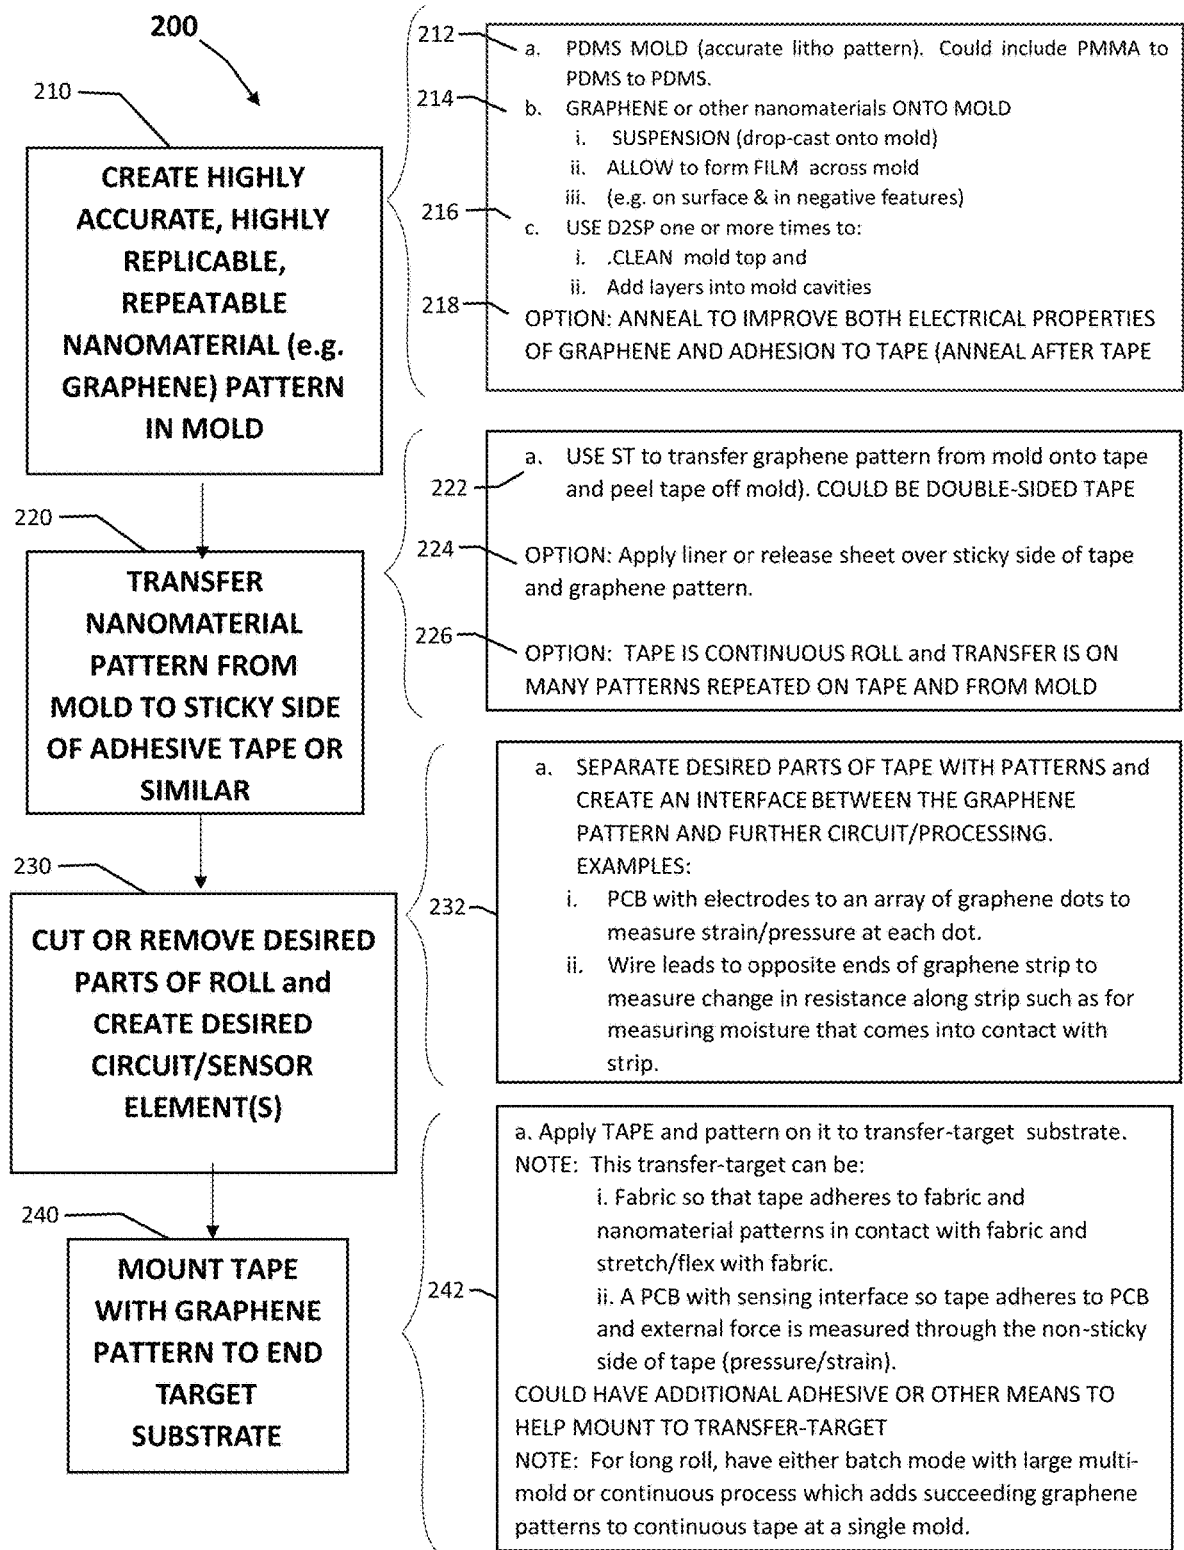 200
210
CREATE HIGHLY
ACCURATE, HIGHLY
REPLICABLE,
REPEATABLE
NANOMATERIAL (e.g.
GRAPHENE) PATTERN
IN MOLD
212
a. PDMS MOLD (accurate litho pattern). Could include PMMA to
PDMS to PDMS.
214
b. GRAPHENE or other nanomaterials ONTO MOLD
i. SUSPENSION (drop-cast onto mold)
ii. ALLOW to form FILM across mold
iii. (e.g. on surface & in negative features)
216
c. USE D2SP one or more times to:
i. .CLEAN mold top and
ii. Add layers into mold cavities
218
OPTION: ANNEAL TO IMPROVE BOTH ELECTRICAL PROPERTIES
OF GRAPHENE AND ADHESION TO TAPE (ANNEAL AFTER TAPE
220
TRANSFER
NANOMATERIAL
PATTERN FROM
MOLD TO STICKY SIDE
OF ADHESIVE TAPE OR
SIMILAR
222
a. USE ST to transfer graphene pattern from mold onto tape
and peel tape off mold). COULD BE DOUBLE-SIDED TAPE
224
OPTION: Apply liner or release sheet over sticky side of tape
and graphene pattern.
226
OPTION: TAPE IS CONTINUOUS ROLL and TRANSFER IS ON
MANY PATTERNS REPEATED ON TAPE AND FROM MOLD
230
CUT OR REMOVE DESIRED
PARTS OF ROLL and
CREATE DESIRED
CIRCUIT/SENSOR
ELEMENT(S)
232
a. SEPARATE DESIRED PARTS OF TAPE WITH PATTERNS and
CREATE AN INTERFACE BETWEEN THE GRAPHENE
PATTERN AND FURTHER CIRCUIT/PROCESSING.
EXAMPLES:
i. PCB with electrodes to an array of graphene dots to
measure strain/pressure at each dot.
ii. Wire leads to opposite ends of graphene strip to
measure change in resistance along strip such as for
measuring moisture that comes into contact with
strip.
240
MOUNT TAPE
WITH GRAPHENE
PATTERN TO END
TARGET
SUBSTRATE
242
a. Apply TAPE and pattern on it to transfer-target substrate.
NOTE: This transfer-target can be:
i. Fabric so that tape adheres to fabric and
nanomaterial patterns in contact with fabric and
stretch/flex with fabric.
ii. A PCB with sensing interface so tape adheres to PCB
and external force is measured through the non-sticky
side of tape (pressure/strain).
COULD HAVE ADDITIONAL ADHESIVE OR OTHER MEANS TO
HELP MOUNT TO TRANSFER-TARGET
NOTE: For long roll, have either batch mode with large multi-
mold or continuous process which adds succeeding graphene
patterns to continuous tape at a single mold.